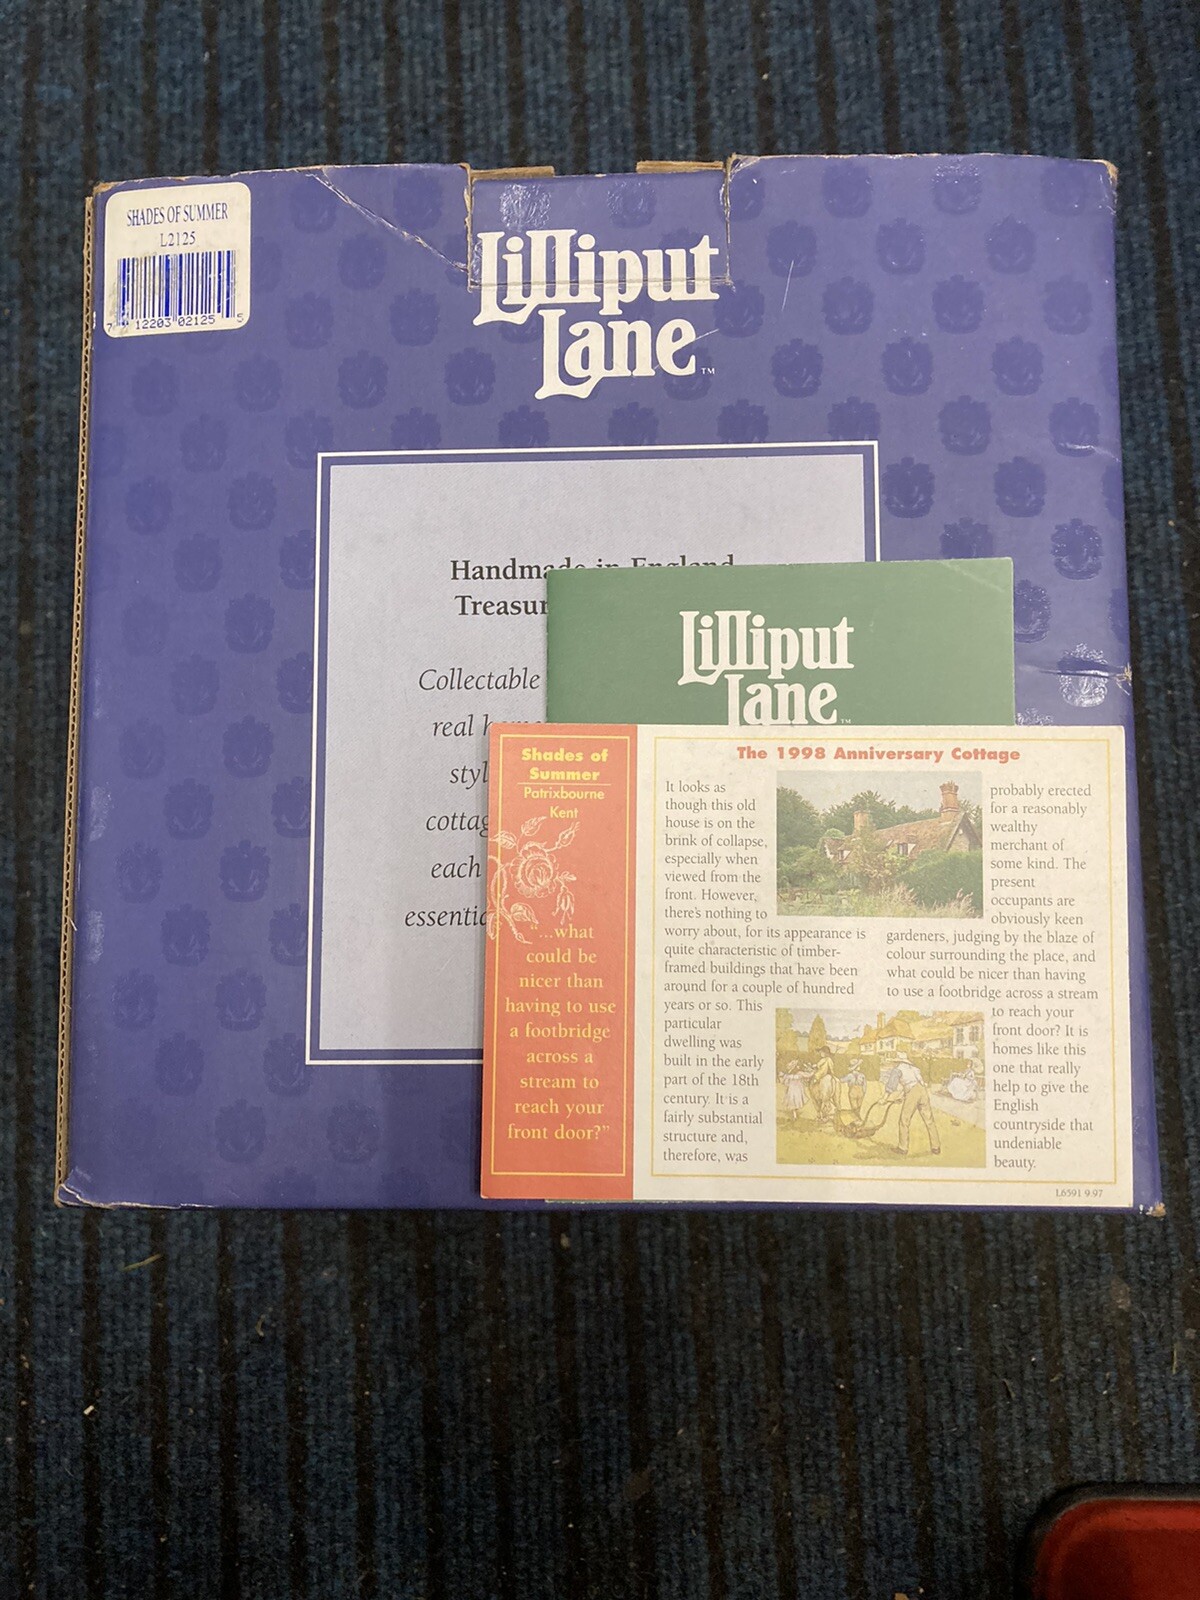 SHADES OF SUMMER
L2125
7 12203 02125 5
Lilliput
Lane™
Handmade in England
Treasur
Collectable
real
styl
cottag
each
essentia
Lilliput
Lane™
Shades of
Summer
Patrixbourne
Kent
"...what
could be
nicer than
having to use
a footbridge
across a
stream to
reach your
front door?"
The 1998 Anniversary Cottage
It looks as
though this old
house is on the
brink of collapse,
especially when
viewed from the
front. However,
there's nothing to
worry about, for its appearance is
quite characteristic of timber-
framed buildings that have been
around for a couple of hundred
years or so. This
particular
dwelling was
built in the early
part of the 18th
century. It is a
fairly substantial
structure and,
therefore, was
probably erected
for a reasonably
wealthy
merchant of
some kind. The
present
occupants are
obviously keen
gardeners, judging by the blaze of
colour surrounding the place, and
what could be nicer than having
to use a footbridge across a stream
to reach your
front door? It is
homes like this
one that really
help to give the
English
countryside that
undeniable
beauty.
L6591 9.97